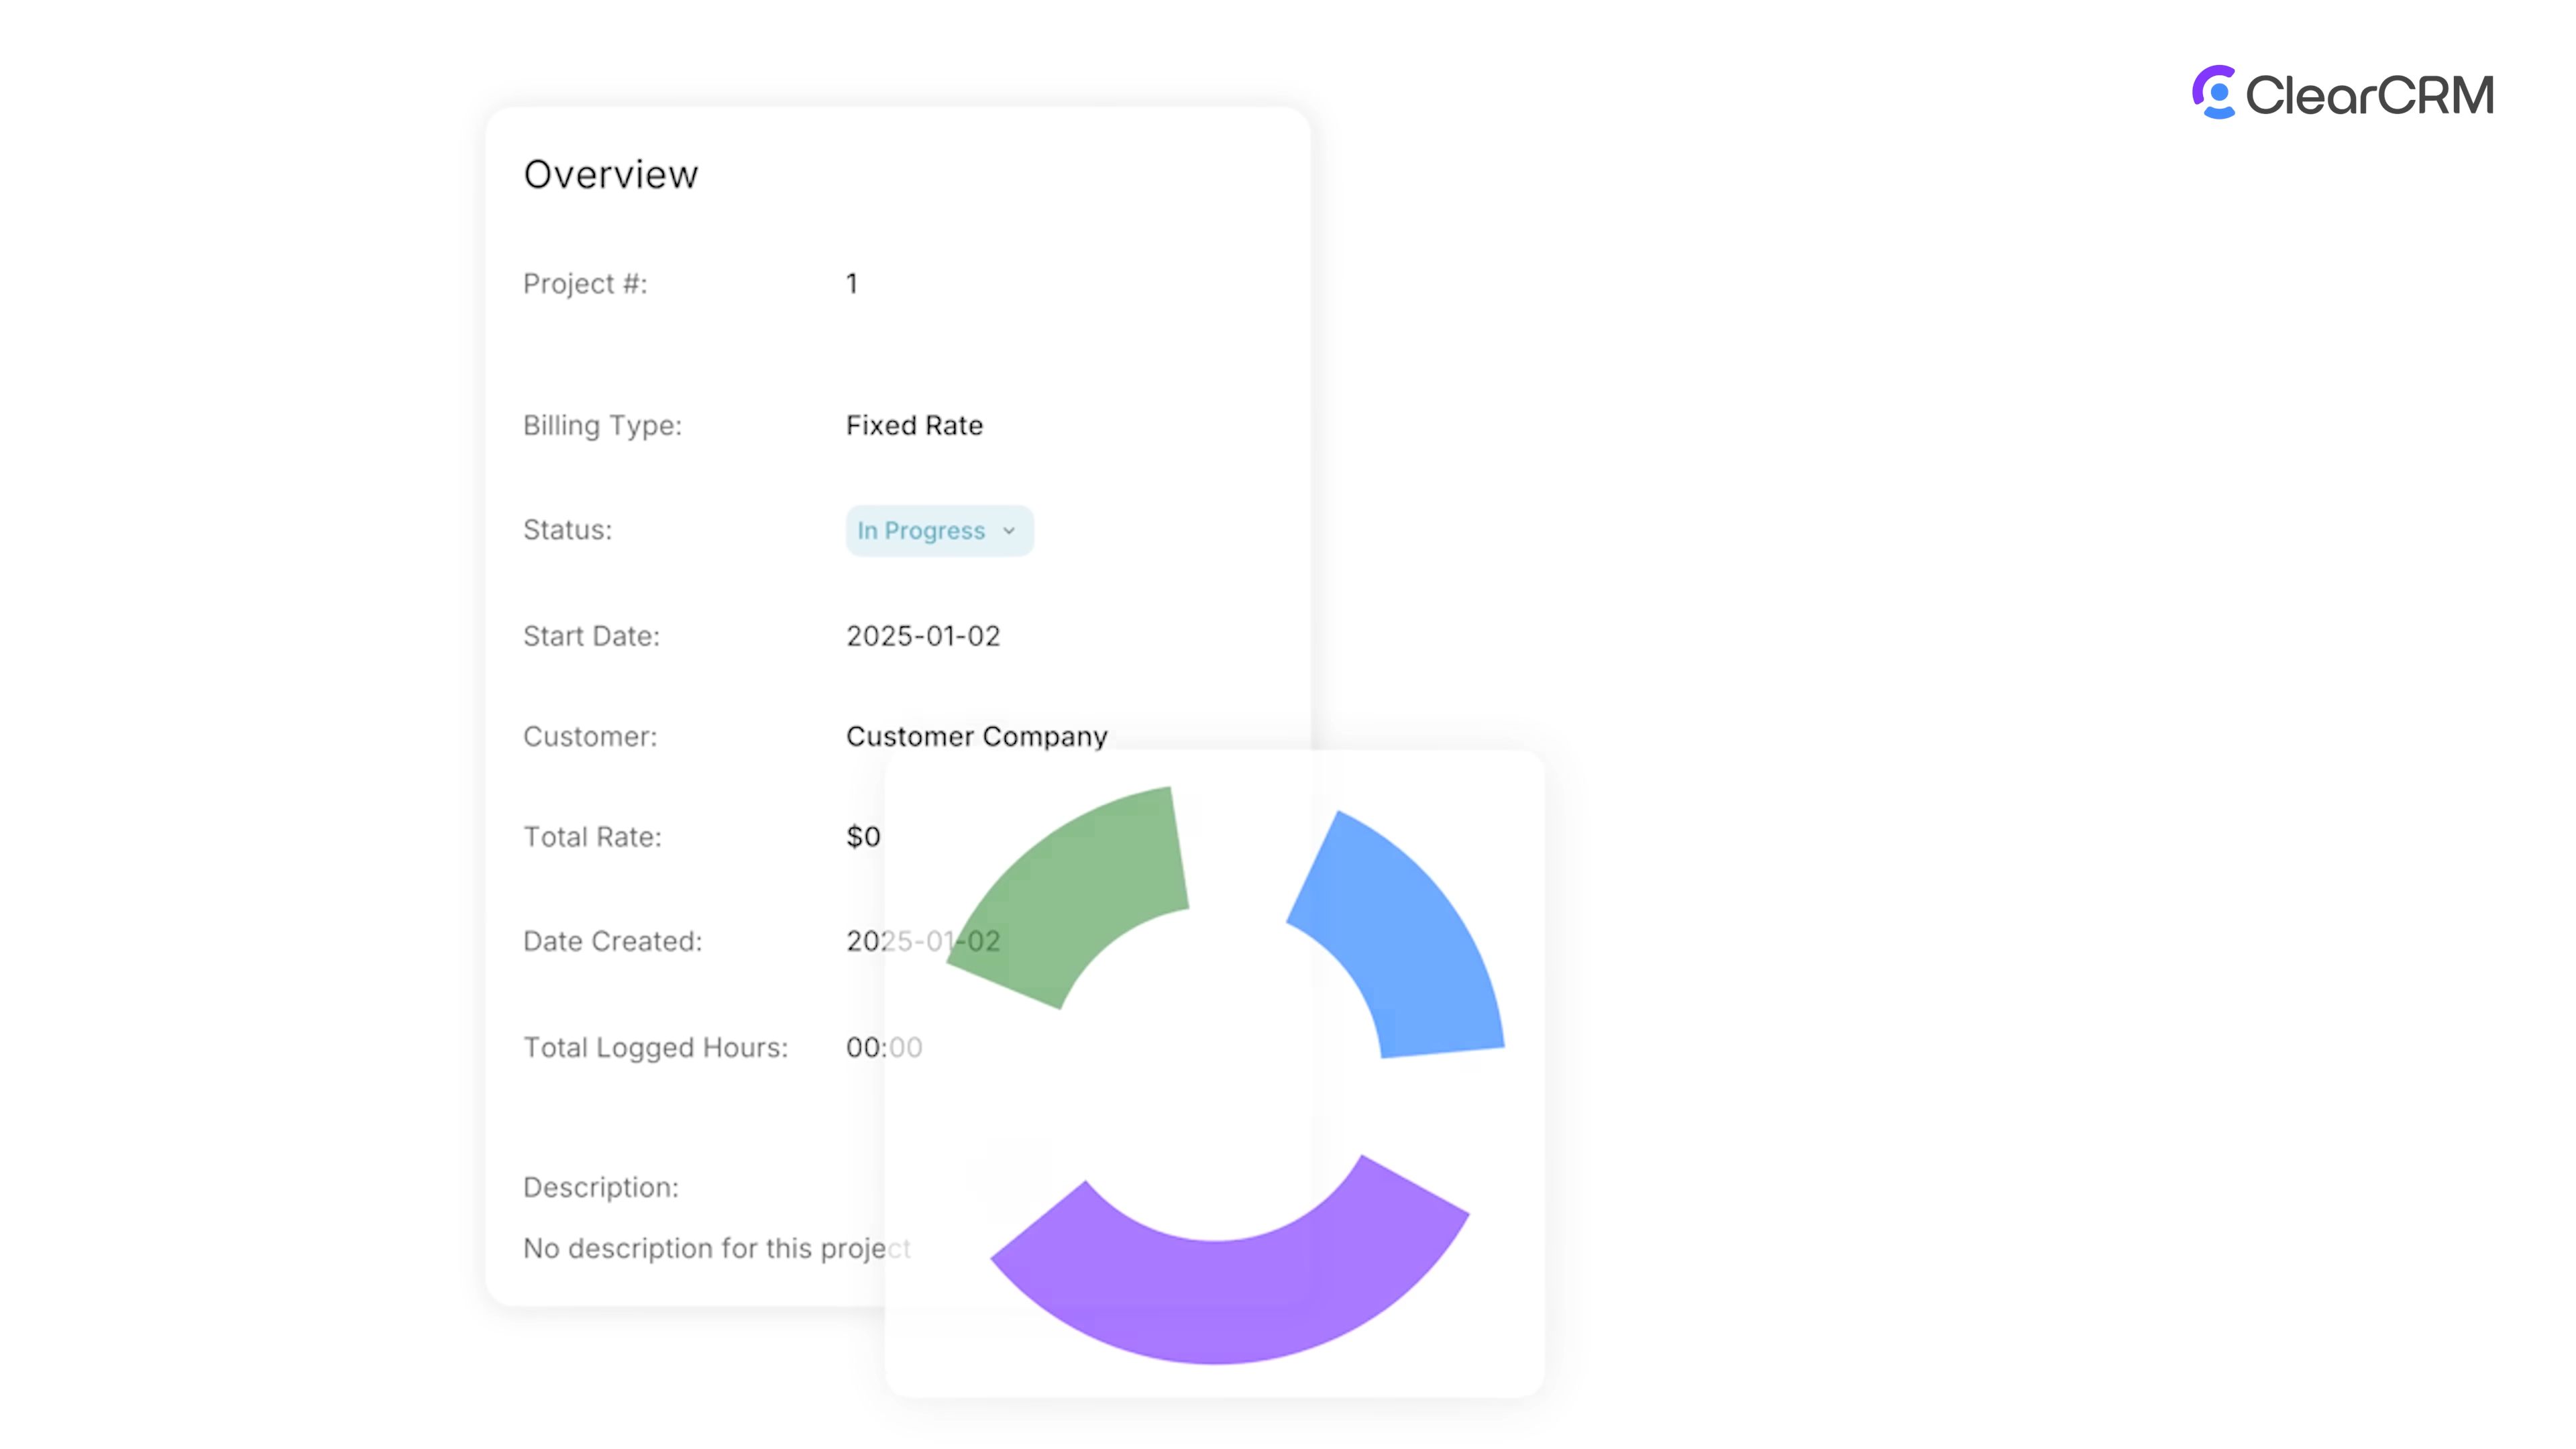 ClearCRM
Overview
Project #: 1
Billing Type: Fixed Rate
Status: In Progress
Start Date: 2025-01-02
Customer: Customer Company
Total Rate: $0
Date Created: 2025-01-02
Total Logged Hours: 00:00
Description:
No description for this project